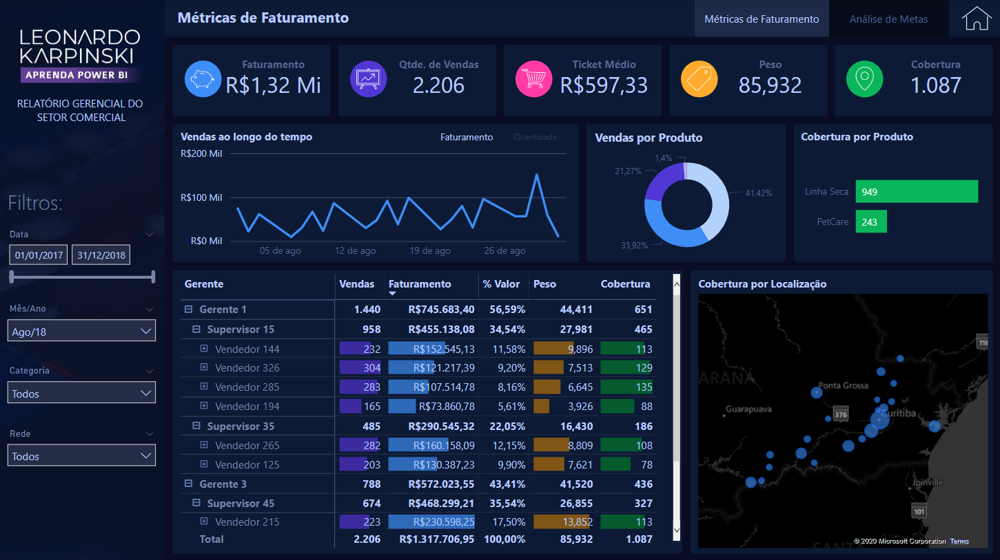 LEONARDO
KARPINSKI
APRENDA POWER BI
RELATÓRIO GERENCIAL DO
SETOR COMERCIAL
Filtros:
Data
01/01/2017 31/12/2018
Mês/Ano
Ago/18
Categoria
Todos
Rede
Todos
Métricas de Faturamento
Métricas de Faturamento Análise de Metas
Faturamento
R$1,32 Mi
Qtde. de Vendas
2.206
Ticket Médio
R$597,33
Peso
85,932
Cobertura
1.087
Vendas ao longo do tempo
Faturamento Quantidade
R$200 Mil
R$100 Mil
R$0 Mil
05 de ago 12 de ago 19 de ago 26 de ago
Vendas por Produto
1,4%
21,27%
41,42%
35,92%
Cobertura por Produto
Linha Seca 949
PetCare 243
Gerente Vendas Faturamento % Valor Peso Cobertura
Gerente 1 1.440 R$745.683,40 56,59% 44,411 651
Supervisor 15 958 R$455.138,08 34,54% 27,981 465
Vendedor 144 232 R$152.545,13 11,58% 9,896 113
Vendedor 326 304 R$121.217,39 9,20% 7,513 129
Vendedor 285 283 R$107.514,78 8,16% 6,645 135
Vendedor 194 165 R$73.860,78 5,61% 3,926 88
Supervisor 35 485 R$290.545,32 22,05% 16,430 186
Vendedor 265 282 R$160.158,09 12,15% 8,809 108
Vendedor 125 203 R$130.387,23 9,90% 7,621 78
Gerente 3 788 R$572.023,55 43,41% 41,520 436
Supervisor 45 674 R$468.299,21 35,54% 26,855 327
Vendedor 215 223 R$230.598,25 17,50% 13,852 113
Total 2.206 R$1.317.706,95 100,00% 85,932 1.087
Cobertura por Localização
116
ARANÁ
Ponta Grossa
Guarapuava
376
Curitiba
Joinville
101
SANTA
© 2020 Microsoft Corporation Terms